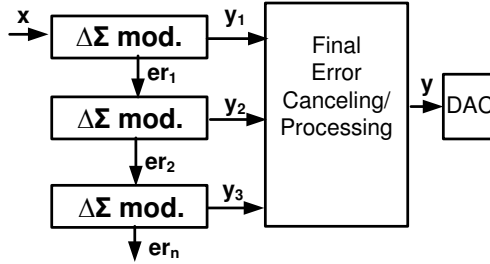 x
ΔΣ mod.
y1
er1
ΔΣ mod.
y2
er2
ΔΣ mod.
y3
ern
Final
Error
Canceling/
Processing
y
DAC